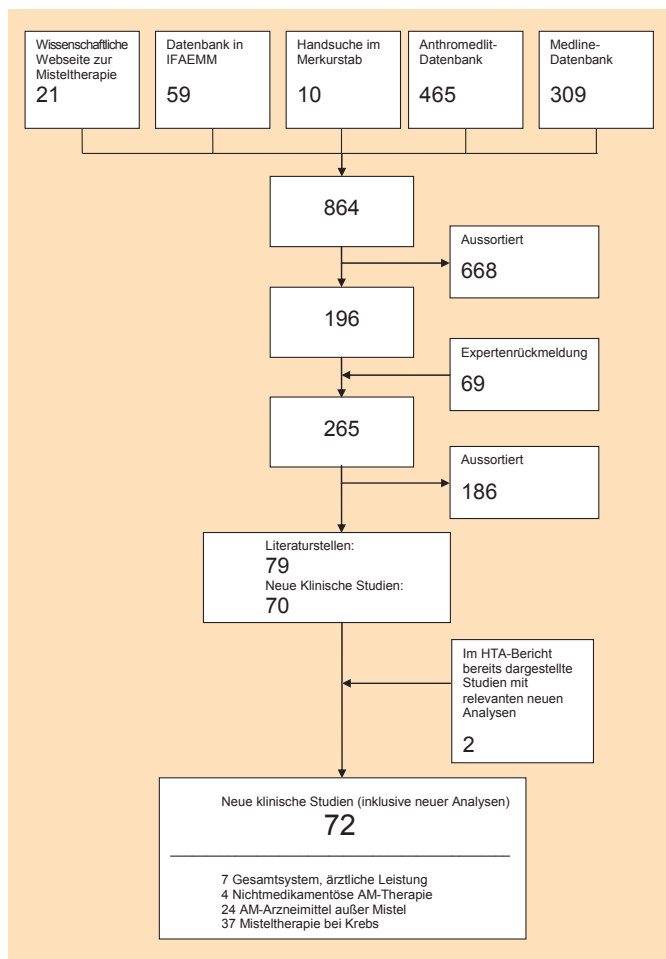 Wissenschaftliche
Webseite zur
Misteltherapie
21
Datenbank in
IFAEMM
59
Handsuche im
Merkurstab
10
Anthromedlit-
Datenbank
465
Medline-
Datenbank
309
864
Aussortiert
668
196
Expertenrückmeldung
69
265
Aussortiert
186
Literaturstellen:
79
Neue Klinische Studien:
70
Im HTA-Bericht
bereits dargestellte
Studien mit
relevanten neuen
Analysen
2
Neue klinische Studien (inklusive neuer Analysen)
72
7 Gesamtsystem, ärztliche Leistung
4 Nichtmedikamentöse AM-Therapie
24 AM-Arzneimittel außer Mistel
37 Misteltherapie bei Krebs